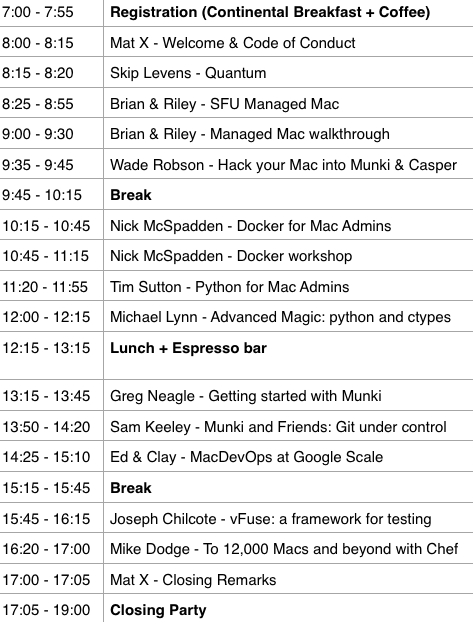 7:00 - 7:55 Registration (Continental Breakfast + Coffee)
8:00 - 8:15 Mat X - Welcome & Code of Conduct
8:15 - 8:20 Skip Levens - Quantum
8:25 - 8:55 Brian & Riley - SFU Managed Mac
9:00 - 9:30 Brian & Riley - Managed Mac walkthrough
9:35 - 9:45 Wade Robson - Hack your Mac into Munki & Casper
9:45 - 10:15 Break
10:15 - 10:45 Nick McSpadden - Docker for Mac Admins
10:45 - 11:15 Nick McSpadden - Docker workshop
11:20 - 11:55 Tim Sutton - Python for Mac Admins
12:00 - 12:15 Michael Lynn - Advanced Magic: python and ctypes
12:15 - 13:15 Lunch + Espresso bar
13:15 - 13:45 Greg Neagle - Getting started with Munki
13:50 - 14:20 Sam Keeley - Munki and Friends: Git under control
14:25 - 15:10 Ed & Clay - MacDevOps at Google Scale
15:15 - 15:45 Break
15:45 - 16:15 Joseph Chilcote - vFuse: a framework for testing
16:20 - 17:00 Mike Dodge - To 12,000 Macs and beyond with Chef
17:00 - 17:05 Mat X - Closing Remarks
17:05 - 19:00 Closing Party